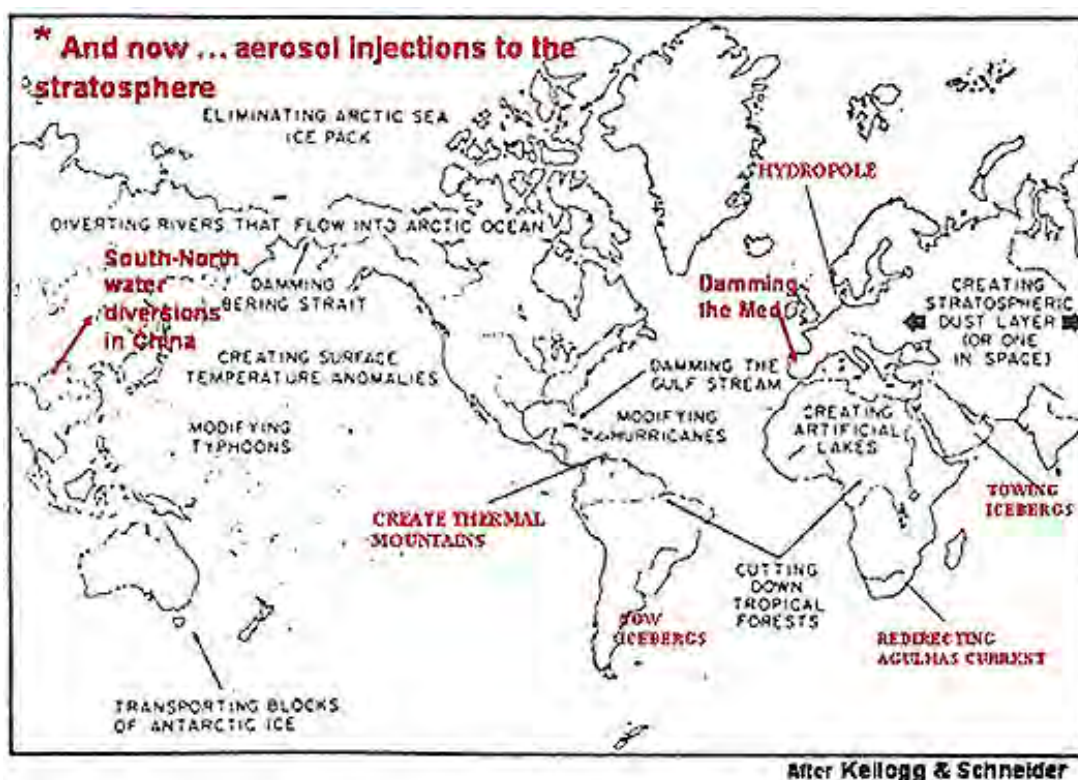 * And now ... aerosol injections to the
stratosphere
ELIMINATING ARCTIC SEA
ICE PACK
HYDROPOLE
DIVERTING RIVERS THAT FLOW INTO ARCTIC OCEAN
South-North
water
diversions
in China
DAMMING
BERING STRAIT
Damming
the Med
CREATING
STRATOSPHERIC
DUST LAYER
(OR ONE
IN SPACE)
CREATING SURFACE
TEMPERATURE ANOMALIES
DAMMING THE
GULF STREAM
MODIFYING
TYPHOONS
MODIFYING
HURRICANES
CREATING
ARTIFICIAL
LAKES
TOWING
ICEBERGS
CREATE THERMAL
MOUNTAINS
CUTTING
DOWN
TROPICAL
FORESTS
TOW
ICEBERGS
REDIRECTING
AGULHAS CURRENT
TRANSPORTING BLOCKS
OF ANTARCTIC ICE
After Kellogg & Schneider